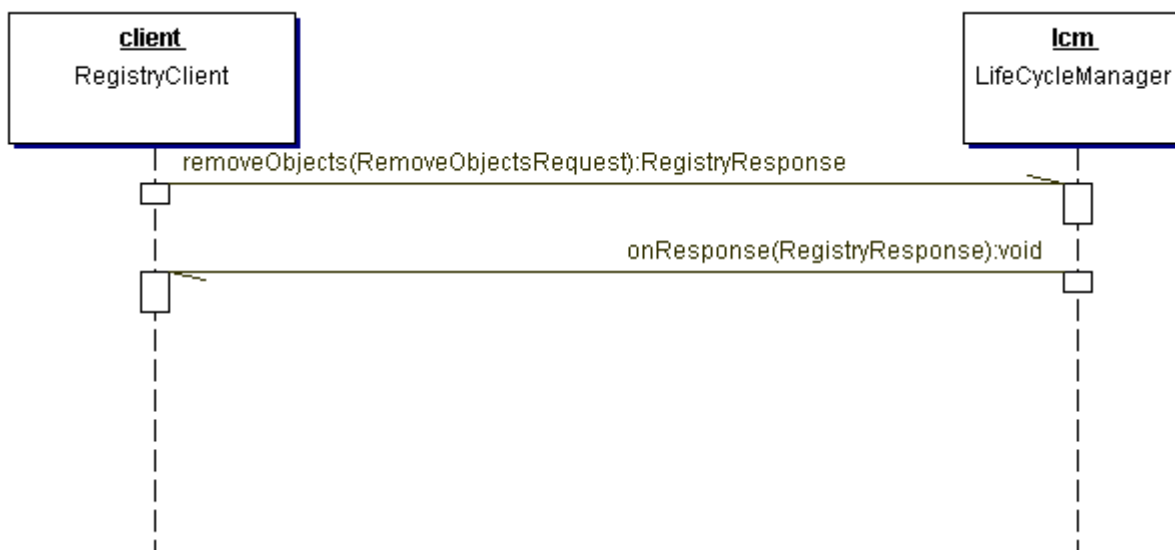 client
RegistryClient
lcm
LifeCycleManager
removeObjects(RemoveObjectsRequest):RegistryResponse
onResponse(RegistryResponse):void